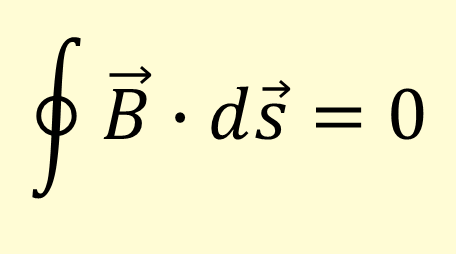 ∮ B⃗ · ds⃗ = 0